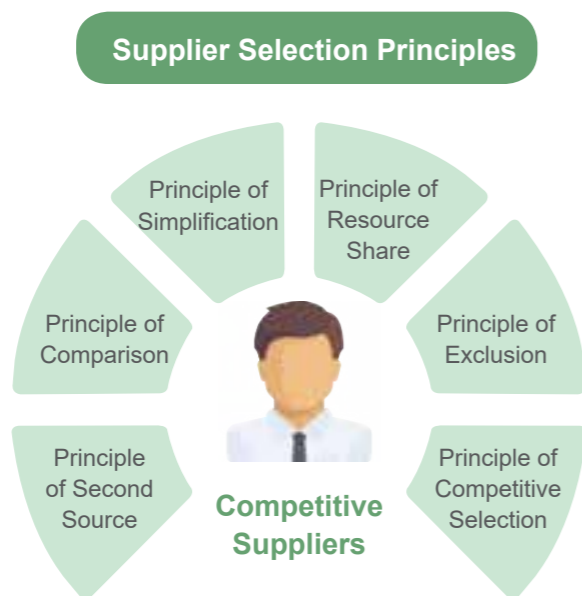 Supplier Selection Principles
Principle of
Simplification
Principle of
Resource
Share
Principle of
Comparison
Principle of
Exclusion
Principle
of Second
Source
Competitive
Suppliers
Principle of
Competitive
Selection